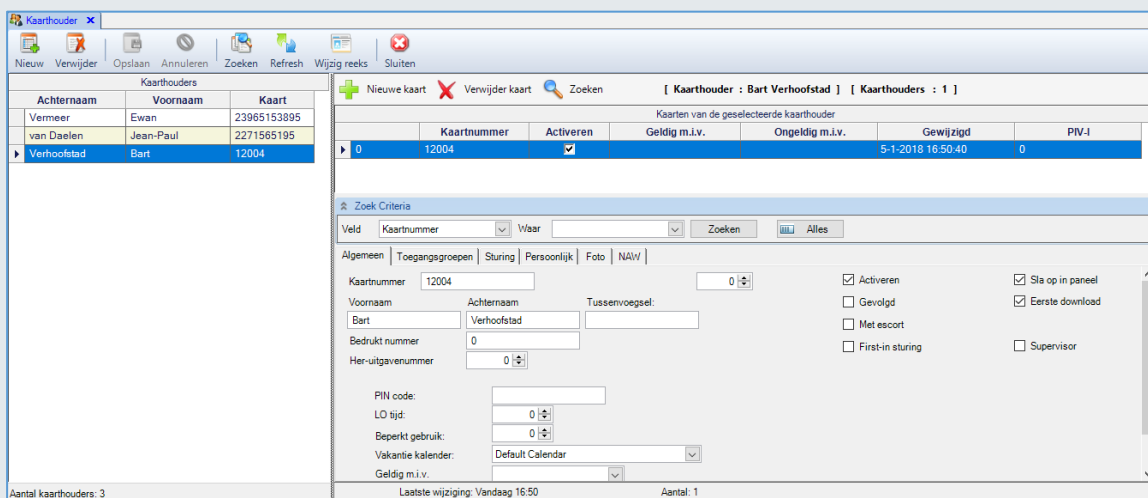 Kaarthouder X
Nieuw Verwijder Opslaan Annuleren Zoeken Refresh Wijzig reeks Sluiten
Kaarthouders
Achternaam Voornaam Kaart
Vermeer Ewan 23965153895
van Daelen Jean-Paul 2271565195
Verhoofstad Bart 12004
Aantal kaarthouders: 3
Nieuwe kaart Verwijder kaart Zoeken [ Kaarthouder : Bart Verhoofstad ] [ Kaarthouders : 1 ]
Kaarten van de geselecteerde kaarthouder
Kaartnummer Activeren Geldig m.i.v. Ongeldig m.i.v. Gewijzigd PIV-I
0 12004 5-1-2018 16:50:40 0
Zoek Criteria
Veld Kaartnummer Waar Zoeken Alles
Algemeen Toegangsgroepen Sturing Persoonlijk Foto NAW
Kaartnummer 12004 0 Activeren Sla op in paneel
Voornaam Achternaam Tussenvoegsel: Gevolgd Eerste download
Bart Verhoofstad Met escort
Bedrukt nummer 0 First-in sturing Supervisor
Her-uitgavenummer 0
PIN code:
LO tijd: 0
Beperkt gebruik: 0
Vakantie kalender: Default Calendar
Geldig m.i.v.
Laatste wijziging: Vandaag 16:50 Aantal: 1